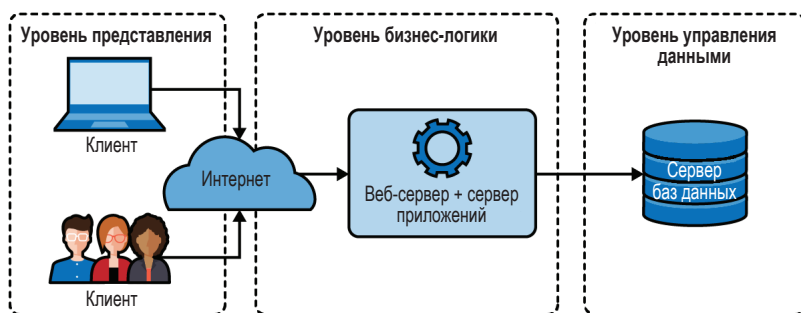 Уровень представления
Клиент
Клиент
Интернет
Уровень бизнес-логики
Веб-сервер + сервер
приложений
Уровень управления
данными
Сервер
баз данных